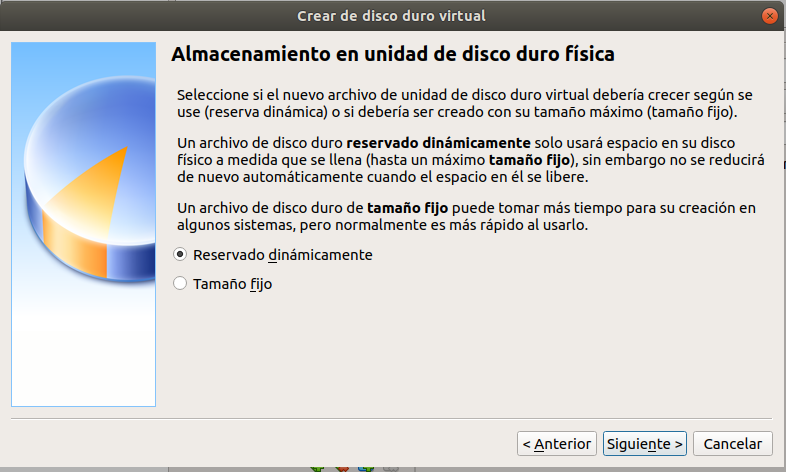 Crear de disco duro virtual
Almacenamiento en unidad de disco duro física
Seleccione si el nuevo archivo de unidad de disco duro virtual debería crecer según se
use (reserva dinámica) o si debería ser creado con su tamaño máximo (tamaño fijo).
Un archivo de disco duro reservado dinámicamente solo usará espacio en su disco
físico a medida que se llena (hasta un máximo tamaño fijo), sin embargo no se reducirá
de nuevo automáticamente cuando el espacio en él se libere.
Un archivo de disco duro de tamaño fijo puede tomar más tiempo para su creación en
algunos sistemas, pero normalmente es más rápido al usarlo.
Reservado dinámicamente
Tamaño fijo
< Anterior
Siguiente >
Cancelar